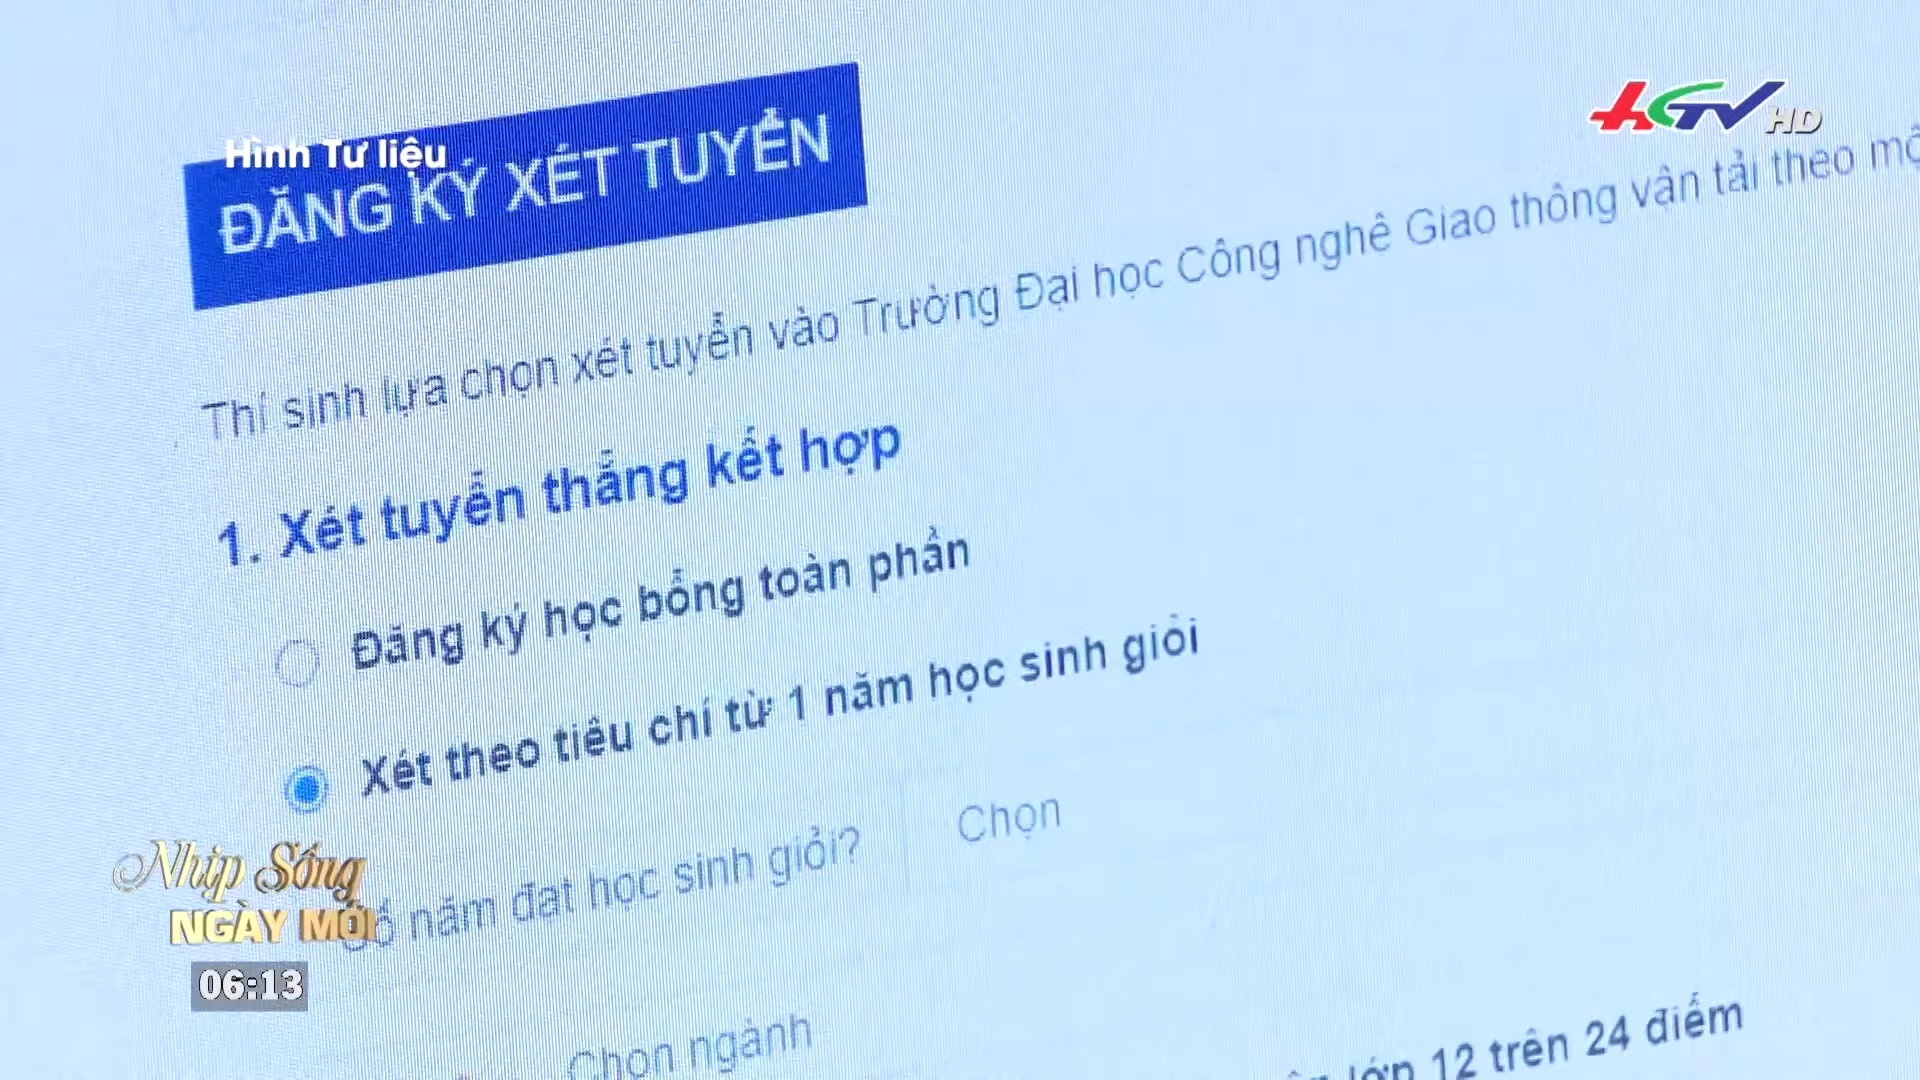 HGTV HD
Hình Tư liệu
ĐĂNG KÝ XÉT TUYỂN
Thí sinh lựa chọn xét tuyển vào Trường Đại học Công nghệ Giao thông vận tải theo
1. Xét tuyển thẳng kết hợp
Đăng ký học bổng toàn phần
Xét theo tiêu chí từ 1 năm học sinh giỏi
Số năm đạt học sinh giỏi? Chọn
Nhịp Sống
NGÀY MỚI
06:13
Chọn ngành
lớp 12 trên 24 điểm